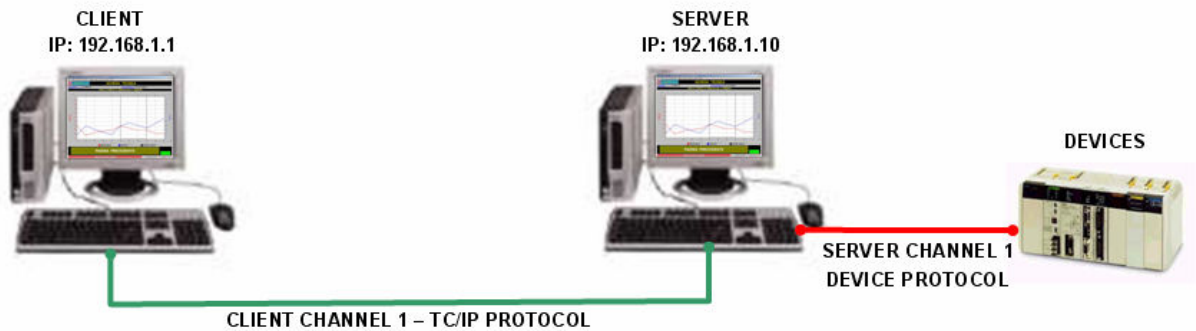 CLIENT
IP: 192.168.1.1
SERVER
IP: 192.168.1.10
DEVICES
SERVER CHANNEL 1
DEVICE PROTOCOL
CLIENT CHANNEL 1 – TC/IP PROTOCOL